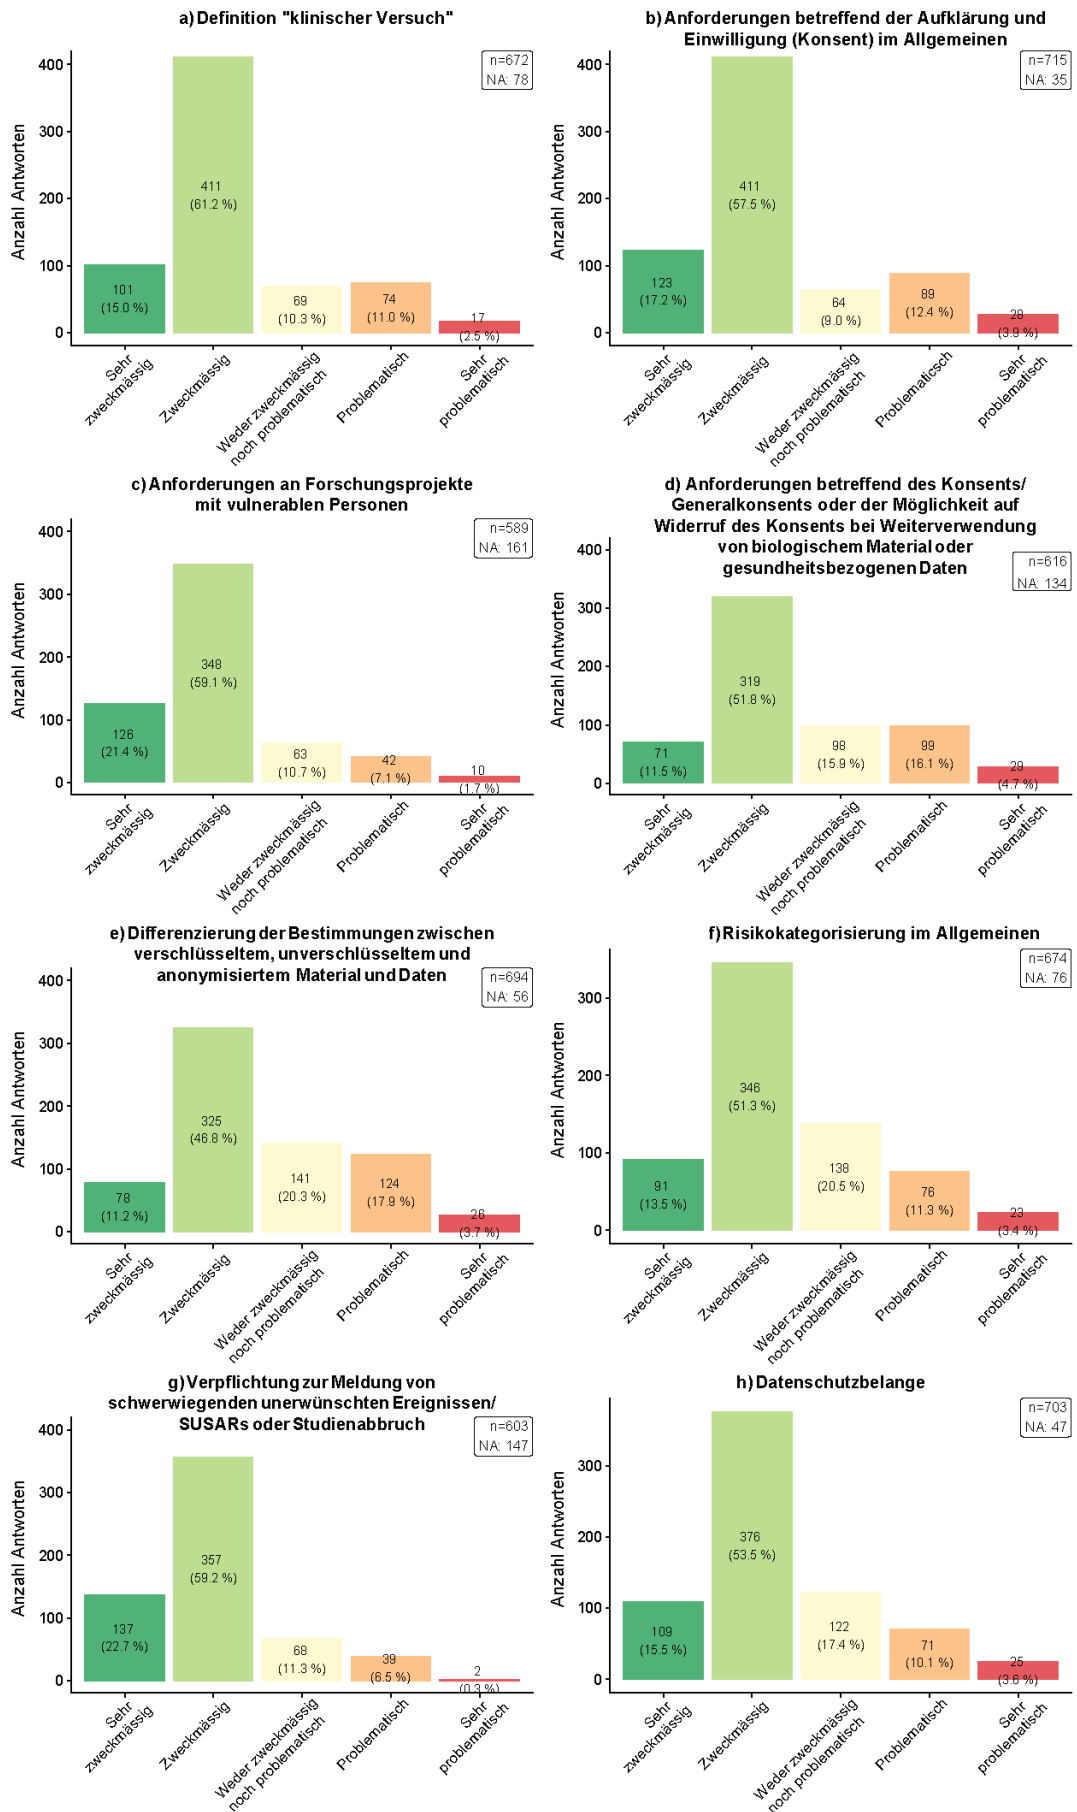 a) Definition "klinischer Versuch"
n=672
NA: 78
Anzahl Antworten
400
300
200
100
0
101
(15.0 %)
411
(61.2 %)
69
(10.3 %)
74
(11.0 %)
17
(2.5 %)
Sehr
zweckmässig
Zweckmässig
Weder zweckmässig
noch problematisch
Problematisch
Sehr
problematisch
b) Anforderungen betreffend der Aufklärung und
Einwilligung (Konsent) im Allgemeinen
n=715
NA: 35
Anzahl Antworten
400
300
200
100
0
123
(17.2 %)
411
(57.5 %)
64
(9.0 %)
89
(12.4 %)
28
(3.9 %)
Sehr
zweckmässig
Zweckmässig
Weder zweckmässig
noch problematisch
Problematicsch
Sehr
problematisch
c) Anforderungen an Forschungsprojekte
mit vulnerablen Personen
n=589
NA: 161
Anzahl Antworten
400
300
200
100
0
126
(21.4 %)
348
(59.1 %)
63
(10.7 %)
42
(7.1 %)
10
(1.7 %)
Sehr
zweckmässig
Zweckmässig
Weder zweckmässig
noch problematisch
Problematisch
Sehr
problematisch
d) Anforderungen betreffend des Konsents/
Generalkonsents oder der Möglichkeit auf
Widerruf des Konsents bei Weiterverwendung
von biologischem Material oder
gesundheitsbezogenen Daten
n=616
NA: 134
Anzahl Antworten
400
300
200
100
0
71
(11.5 %)
319
(51.8 %)
98
(15.9 %)
99
(16.1 %)
29
(4.7 %)
Sehr
zweckmässig
Zweckmässig
Weder zweckmässig
noch problematisch
Problematisch
Sehr
problematisch
e) Differenzierung der Bestimmungen zwischen
verschlüsseltem, unverschlüsseltem und
anonymisiertem Material und Daten
n=694
NA: 56
Anzahl Antworten
400
300
200
100
0
78
(11.2 %)
325
(46.8 %)
141
(20.3 %)
124
(17.9 %)
26
(3.7 %)
Sehr
zweckmässig
Zweckmässig
Weder zweckmässig
noch problematisch
Problematisch
Sehr
problematisch
f) Risikokategorisierung im Allgemeinen
n=674
NA: 76
Anzahl Antworten
300
200
100
0
91
(13.5 %)
346
(51.3 %)
138
(20.5 %)
76
(11.3 %)
23
(3.4 %)
Sehr
zweckmässig
Zweckmässig
Weder zweckmässig
noch problematisch
Problematisch
Sehr
problematisch
g) Verpflichtung zur Meldung von
schwerwiegenden unerwünschten Ereignissen/
SUSARs oder Studienabbruch
n=603
NA: 147
Anzahl Antworten
400
300
200
100
0
137
(22.7 %)
357
(59.2 %)
68
(11.3 %)
39
(6.5 %)
2
(0.3 %)
Sehr
zweckmässig
Zweckmässig
Weder zweckmässig
noch problematisch
Problematisch
Sehr
problematisch
h) Datenschutzbelange
n=703
NA: 47
Anzahl Antworten
300
200
100
0
109
(15.5 %)
376
(53.5 %)
122
(17.4 %)
71
(10.1 %)
25
(3.6 %)
Sehr
zweckmässig
Zweckmässig
Weder zweckmässig
noch problematisch
Problematisch
Sehr
problematisch